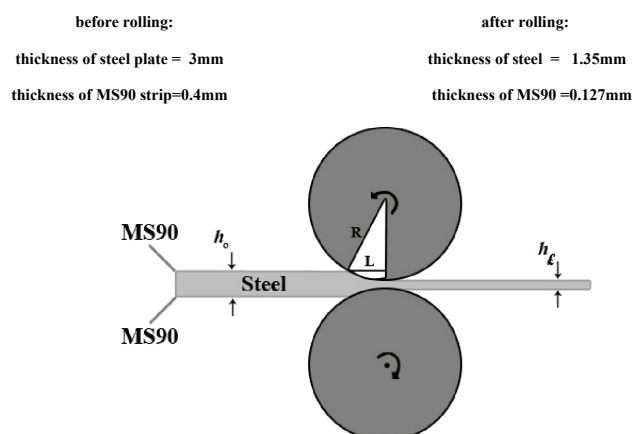 before rolling:
thickness of steel plate = 3mm
thickness of MS90 strip=0.4mm
after rolling:
thickness of steel = 1.35mm
thickness of MS90 =0.127mm
MS90
h₀
R
L
h£
Steel
MS90